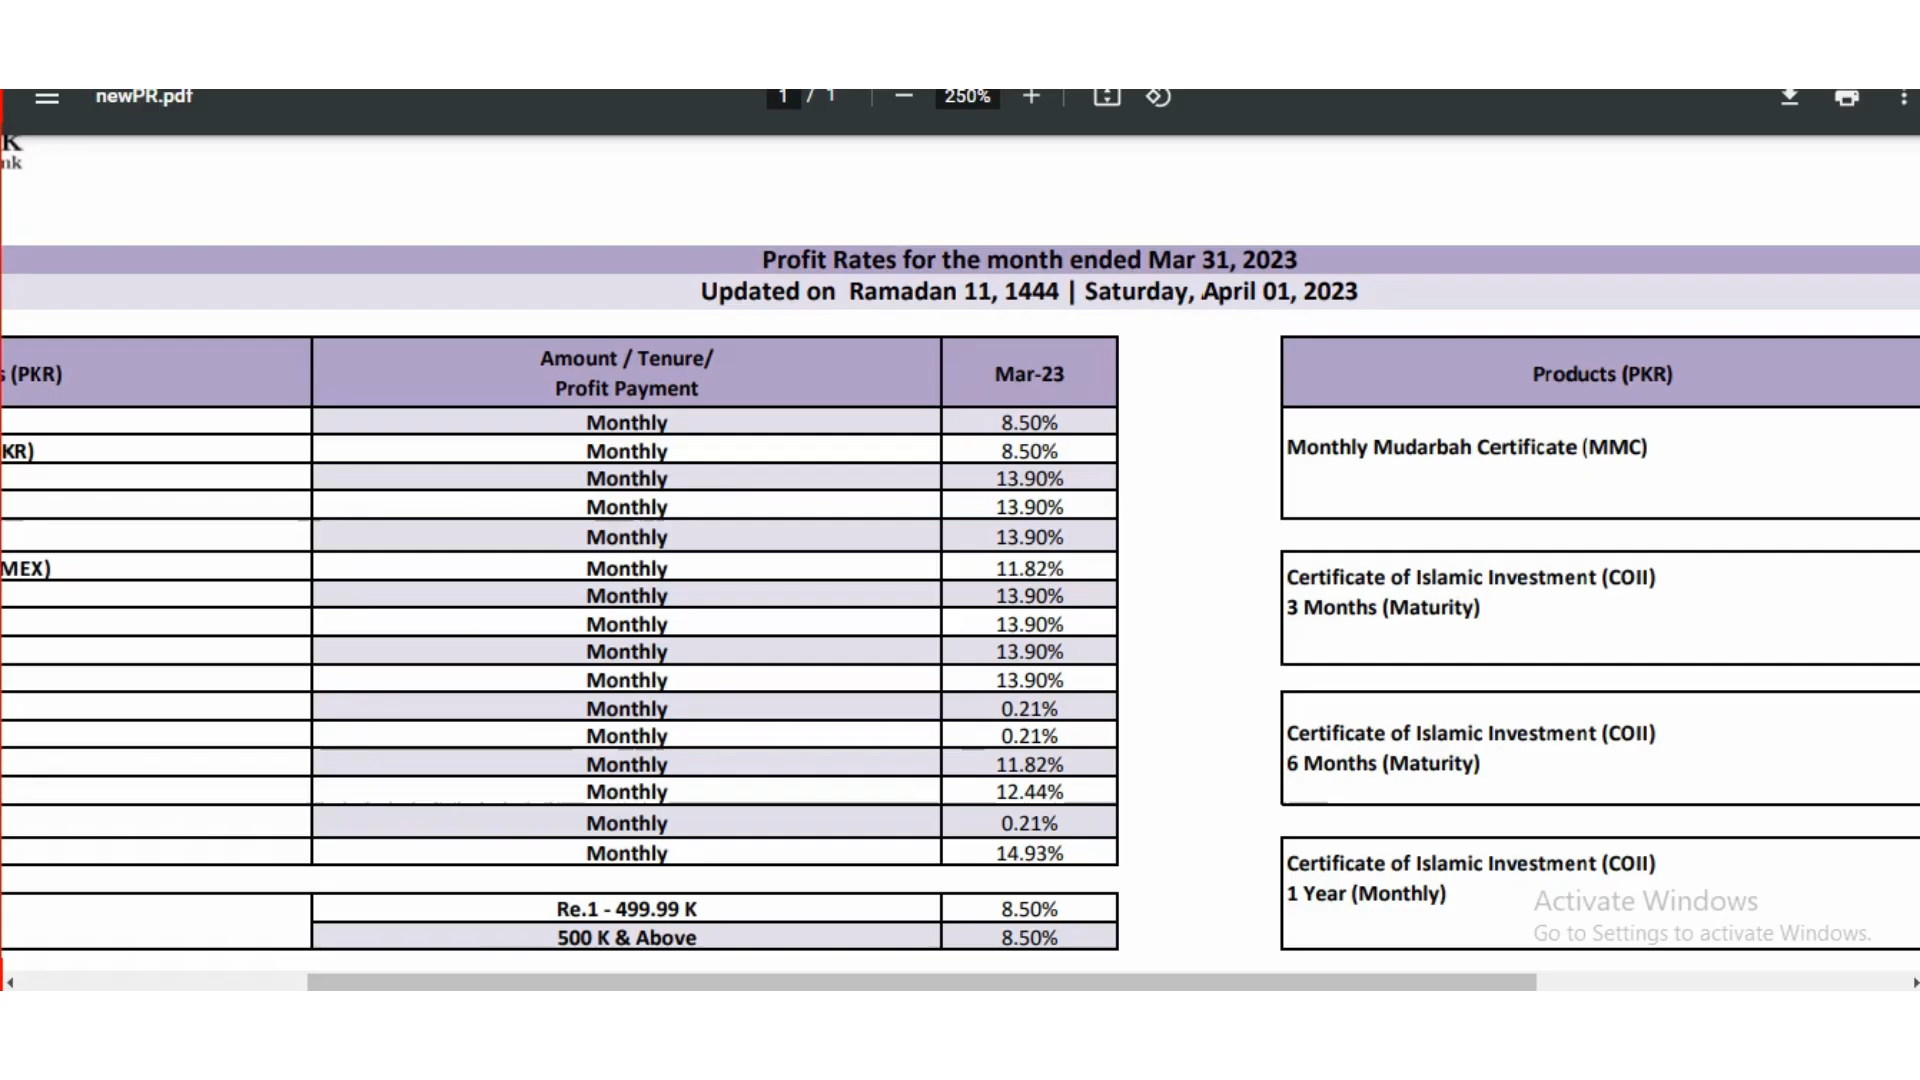 newPR.pdf 1 / 1 250%
K
nk
Profit Rates for the month ended Mar 31, 2023
Updated on Ramadan 11, 1444 | Saturday, April 01, 2023
s (PKR) Amount / Tenure/ Mar-23
Profit Payment
Monthly 8.50%
KR) Monthly 8.50%
Monthly 13.90%
Monthly 13.90%
Monthly 13.90%
MEX) Monthly 11.82%
Monthly 13.90%
Monthly 13.90%
Monthly 13.90%
Monthly 13.90%
Monthly 0.21%
Monthly 0.21%
Monthly 11.82%
Monthly 12.44%
Monthly 0.21%
Monthly 14.93%
Re.1 - 499.99 K 8.50%
500 K & Above 8.50%
Products (PKR)
Monthly Mudarbah Certificate (MMC)
Certificate of Islamic Investment (COII)
3 Months (Maturity)
Certificate of Islamic Investment (COII)
6 Months (Maturity)
Certificate of Islamic Investment (COII)
1 Year (Monthly)
Activate Windows
Go to Settings to activate Windows.